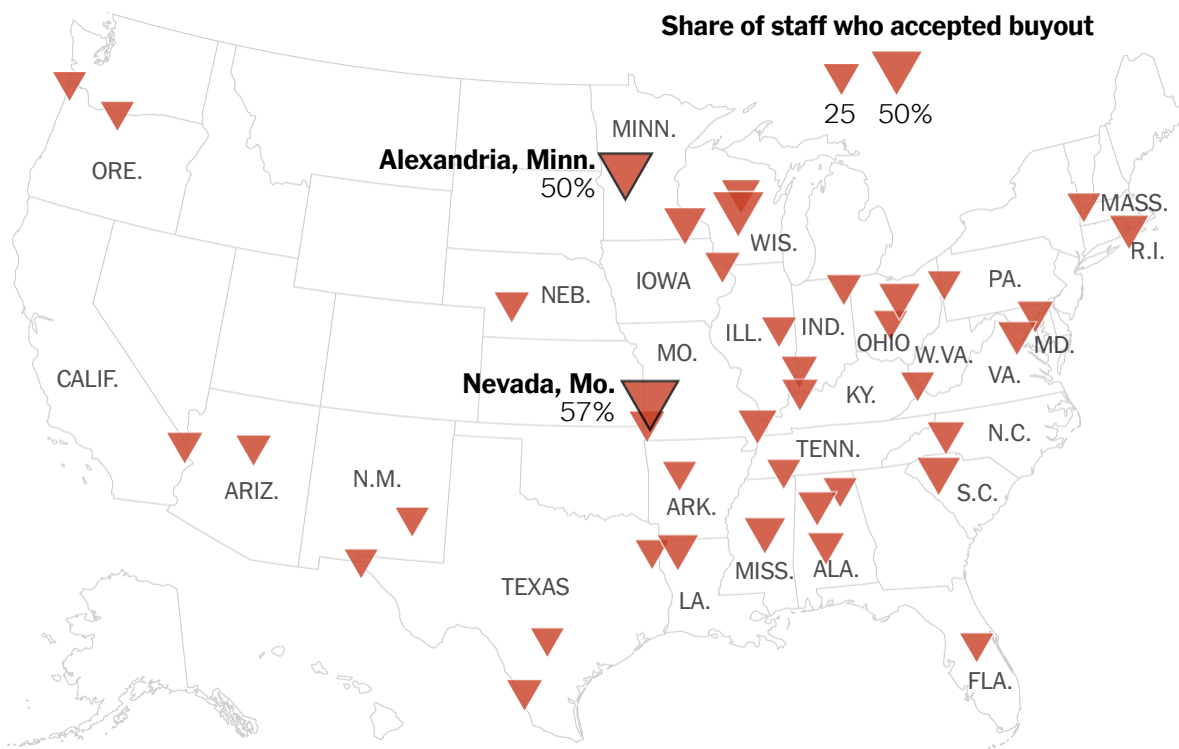 Share of staff who accepted buyout
25
50%
MINN.
Alexandria, Minn.
50%
ORE.
MASS.
WIS.
R.I.
IOWA
NEB.
PA.
ILL.
IND.
OHIO
MD.
MO.
W.VA.
VA.
CALIF.
Nevada, Mo.
57%
KY.
N.C.
TENN.
N.M.
ARIZ.
S.C.
ARK.
MISS.
ALA.
TEXAS
LA.
FLA.